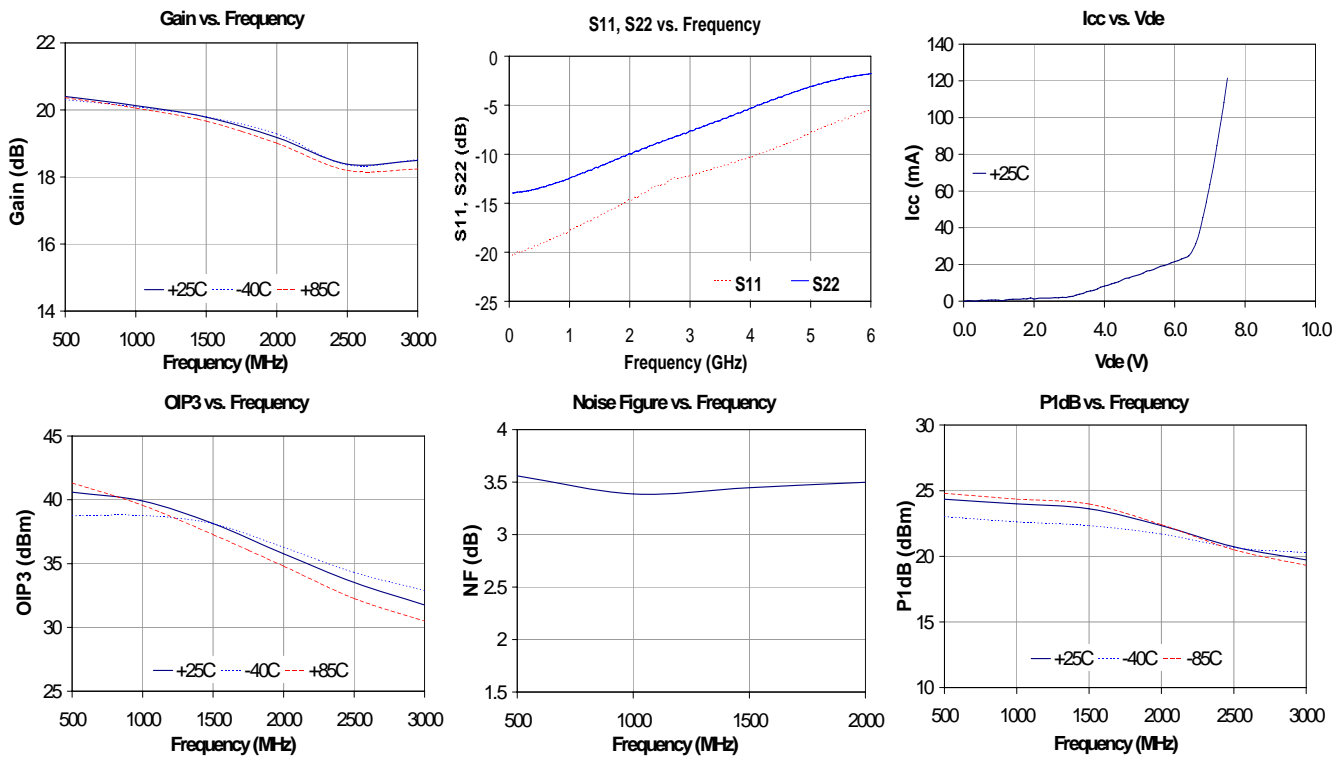 Gain vs. Frequency
22
20
18
16
14
Gain (dB)
+25C -40C +85C
500 1000 1500 2000 2500 3000
Frequency (MHz)
S11, S22 vs. Frequency
0
-5
-10
-15
-20
-25
S11, S22 (dB)
S11 S22
0 1 2 3 4 5 6
Frequency (GHz)
Icc vs. Vde
140
120
100
80
60
40
20
0
Icc (mA)
+25C
0.0 2.0 4.0 6.0 8.0 10.0
Vde (V)
OIP3 vs. Frequency
45
40
35
30
25
OIP3 (dBm)
+25C -40C +85C
500 1000 1500 2000 2500 3000
Frequency (MHz)
Noise Figure vs. Frequency
4
3.5
3
2.5
2
1.5
NF (dB)
500 1000 1500 2000
Frequency (MHz)
P1dB vs. Frequency
30
25
20
15
10
P1dB (dBm)
+25C -40C -85C
500 1000 1500 2000 2500 3000
Frequency (MHz)